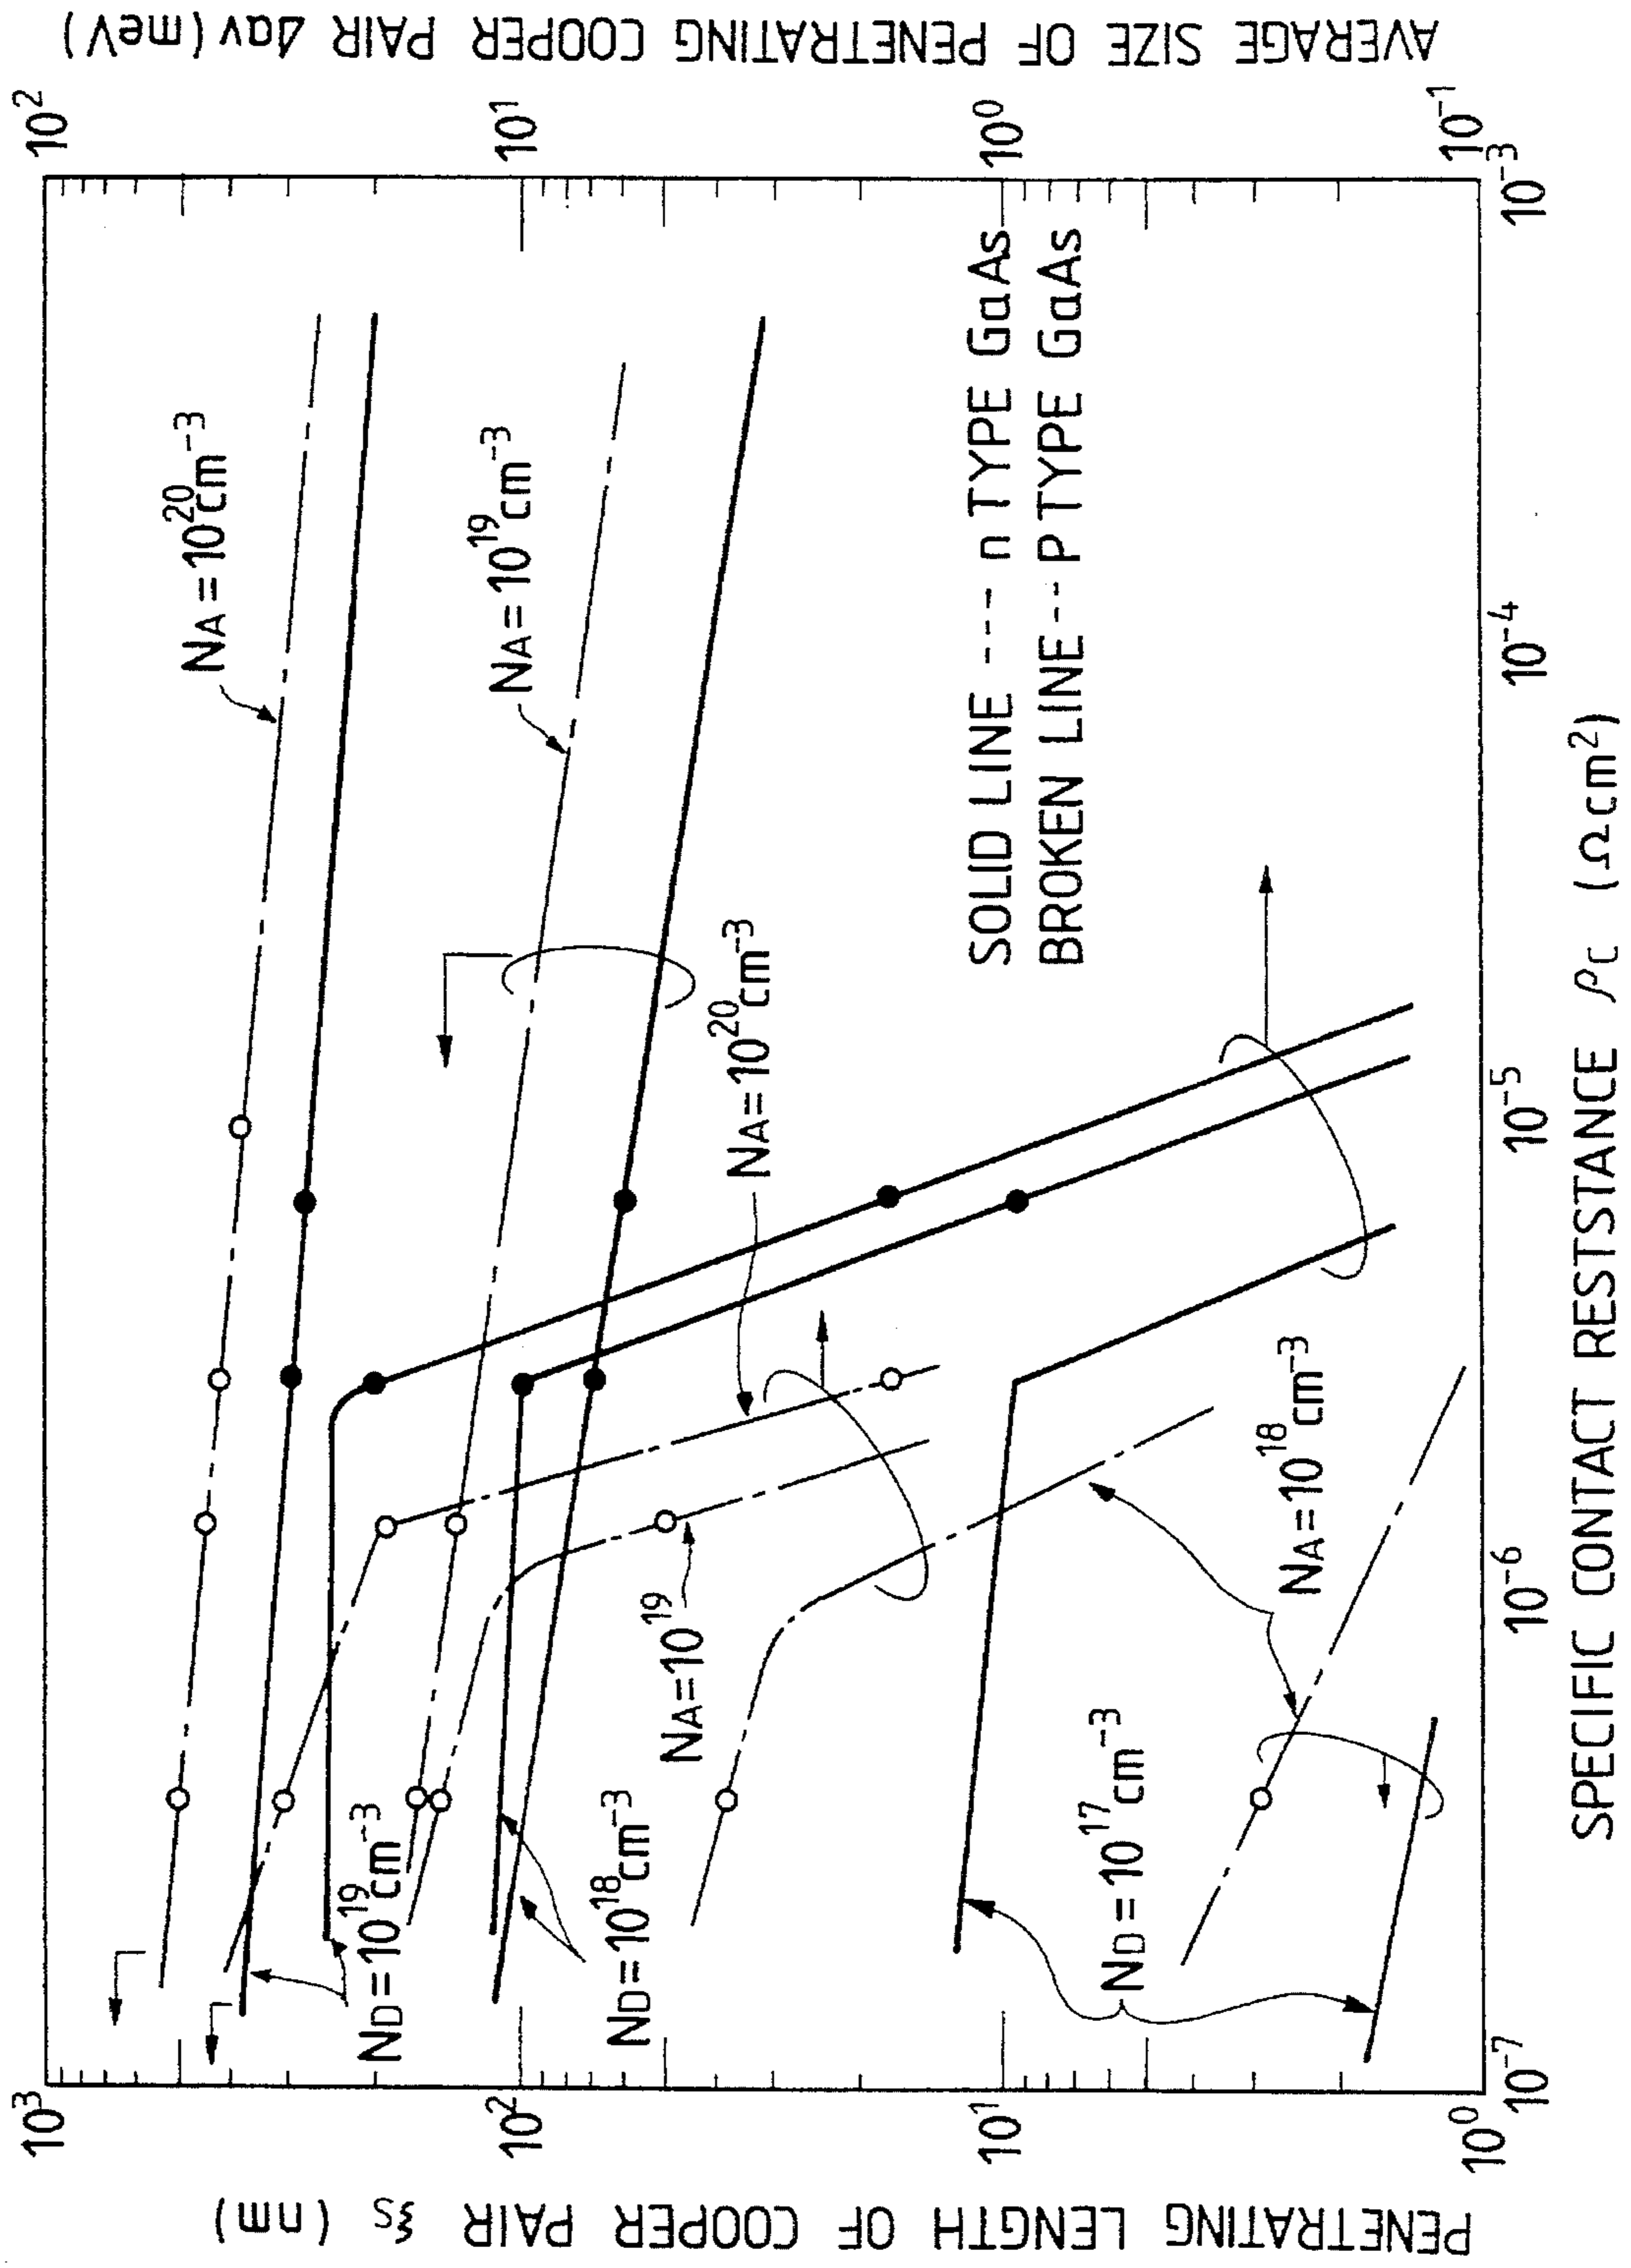 PENETRATING LENGTH OF COOPER PAIR ξs (nm)
10³
10²
10¹
10⁰
AVERAGE SIZE OF PENETRATING COOPER PAIR Δav (meV)
10²
10¹
10⁰
10⁻¹
NA=10²⁰cm⁻³
NA=10¹⁹cm⁻³
NA=10²⁰cm⁻³
ND=10¹⁹cm⁻³
ND=10¹⁸cm⁻³
NA=10¹⁹
SOLID LINE ---- n TYPE GaAs
BROKEN LINE -- P TYPE GaAs
ND=10¹⁷cm⁻³
NA=10¹⁸cm⁻³
10⁻⁷
10⁻⁶
10⁻⁵
10⁻⁴
10⁻³
SPECIFIC CONTACT RESTSTANCE ρC (Ωcm²)